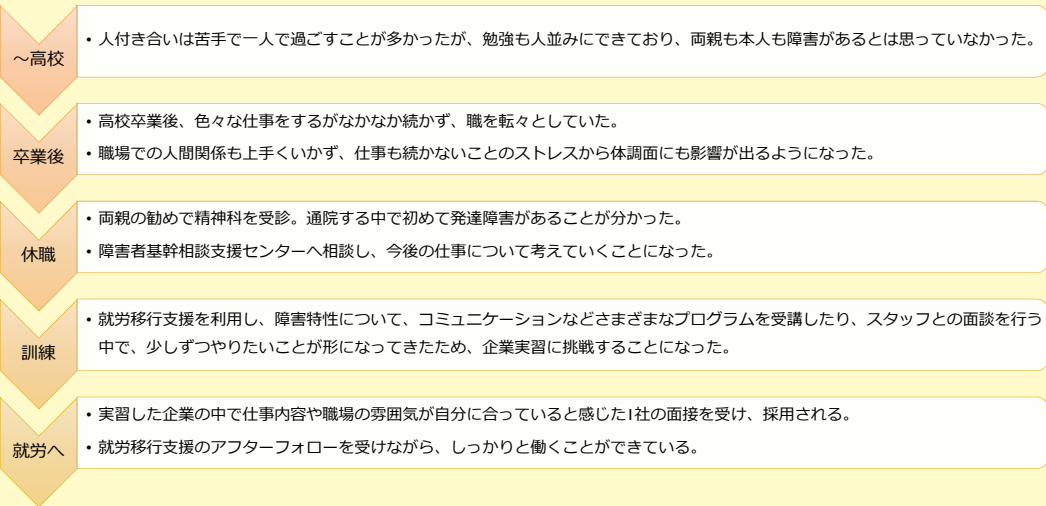 ～高校
・人付き合いは苦手で一人で過ごすことが多かったが、勉強も人並みにできており、両親も本人も障害があるとは思っていなかった。
卒業後
・高校卒業後、色々な仕事をするがなかなか続かず、職を転々としていた。
・職場での人間関係も上手くいかず、仕事も続かないことのストレスから体調面にも影響が出るようになった。
休職
・両親の勧めで精神科を受診。通院する中で初めて発達障害があることが分かった。
・障害者基幹相談支援センターへ相談し、今後の仕事について考えていくことになった。
訓練
・就労移行支援を利用し、障害特性について、コミュニケーションなどさまざまなプログラムを受講したり、スタッフとの面談を行う
中で、少しずつやりたいことが形になってきたため、企業実習に挑戦することになった。
就労へ
・実習した企業の中で仕事内容や職場の雰囲気が自分に合っていると感じた1社の面接を受け、採用される。
・就労移行支援のアフターフォローを受けながら、しっかりと働くことができている。